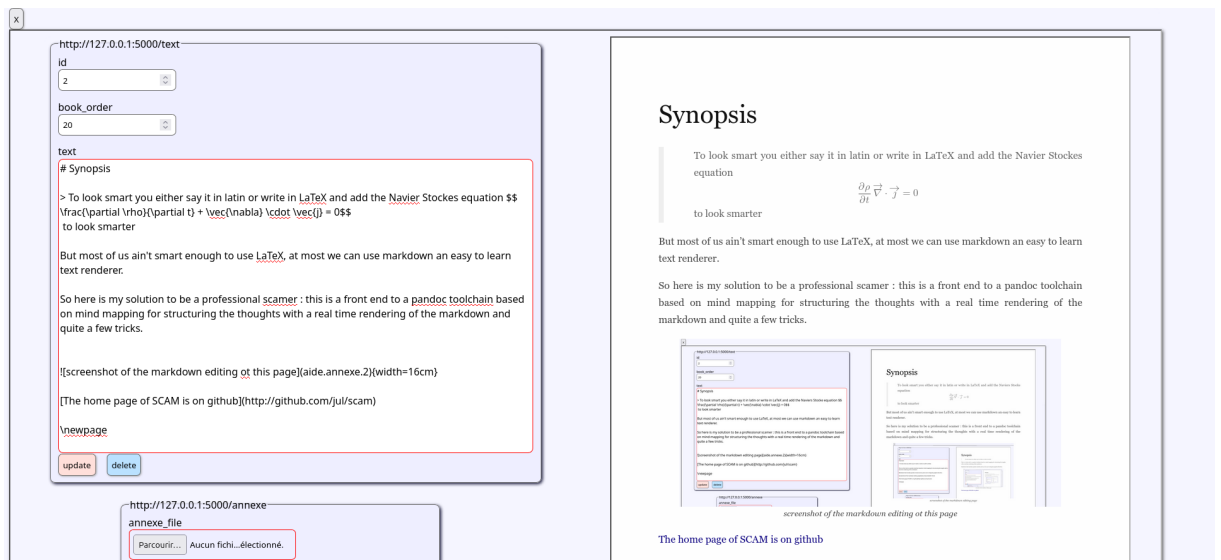 x
http://127.0.0.1:5000/text
id
2
book_order
20
text
# Synopsis
> To look smart you either say it in latin or write in LaTeX and add the Navier Stockes equation $$
\frac{\partial \rho}{\partial t} + \vec{\nabla} \cdot \vec{j} = 0$$
to look smarter
But most of us ain't smart enough to use LaTeX, at most we can use markdown an easy to learn
text renderer.
So here is my solution to be a professional scamer : this is a front end to a pandoc toolchain based
on mind mapping for structuring the thoughts with a real time rendering of the markdown and
quite a few tricks.
![screenshot of the markdown editing ot this page](aide.annexe.2){width=16cm}
[The home page of SCAM is on github](http://github.com/jul/scam)
\newpage
update delete
http://127.0.0.1:5000/annexe
annexe_file
Parcourir... Aucun fichi...électionné.
Synopsis
To look smart you either say it in latin or write in LaTeX and add the Navier Stockes
equation
∂ρ/∂t ∇⃗ · j⃗ = 0
to look smarter
But most of us ain't smart enough to use LaTeX, at most we can use markdown an easy to learn
text renderer.
So here is my solution to be a professional scamer : this is a front end to a pandoc toolchain
based on mind mapping for structuring the thoughts with a real time rendering of the
markdown and quite a few tricks.
screenshot of the markdown editing ot this page
The home page of SCAM is on github